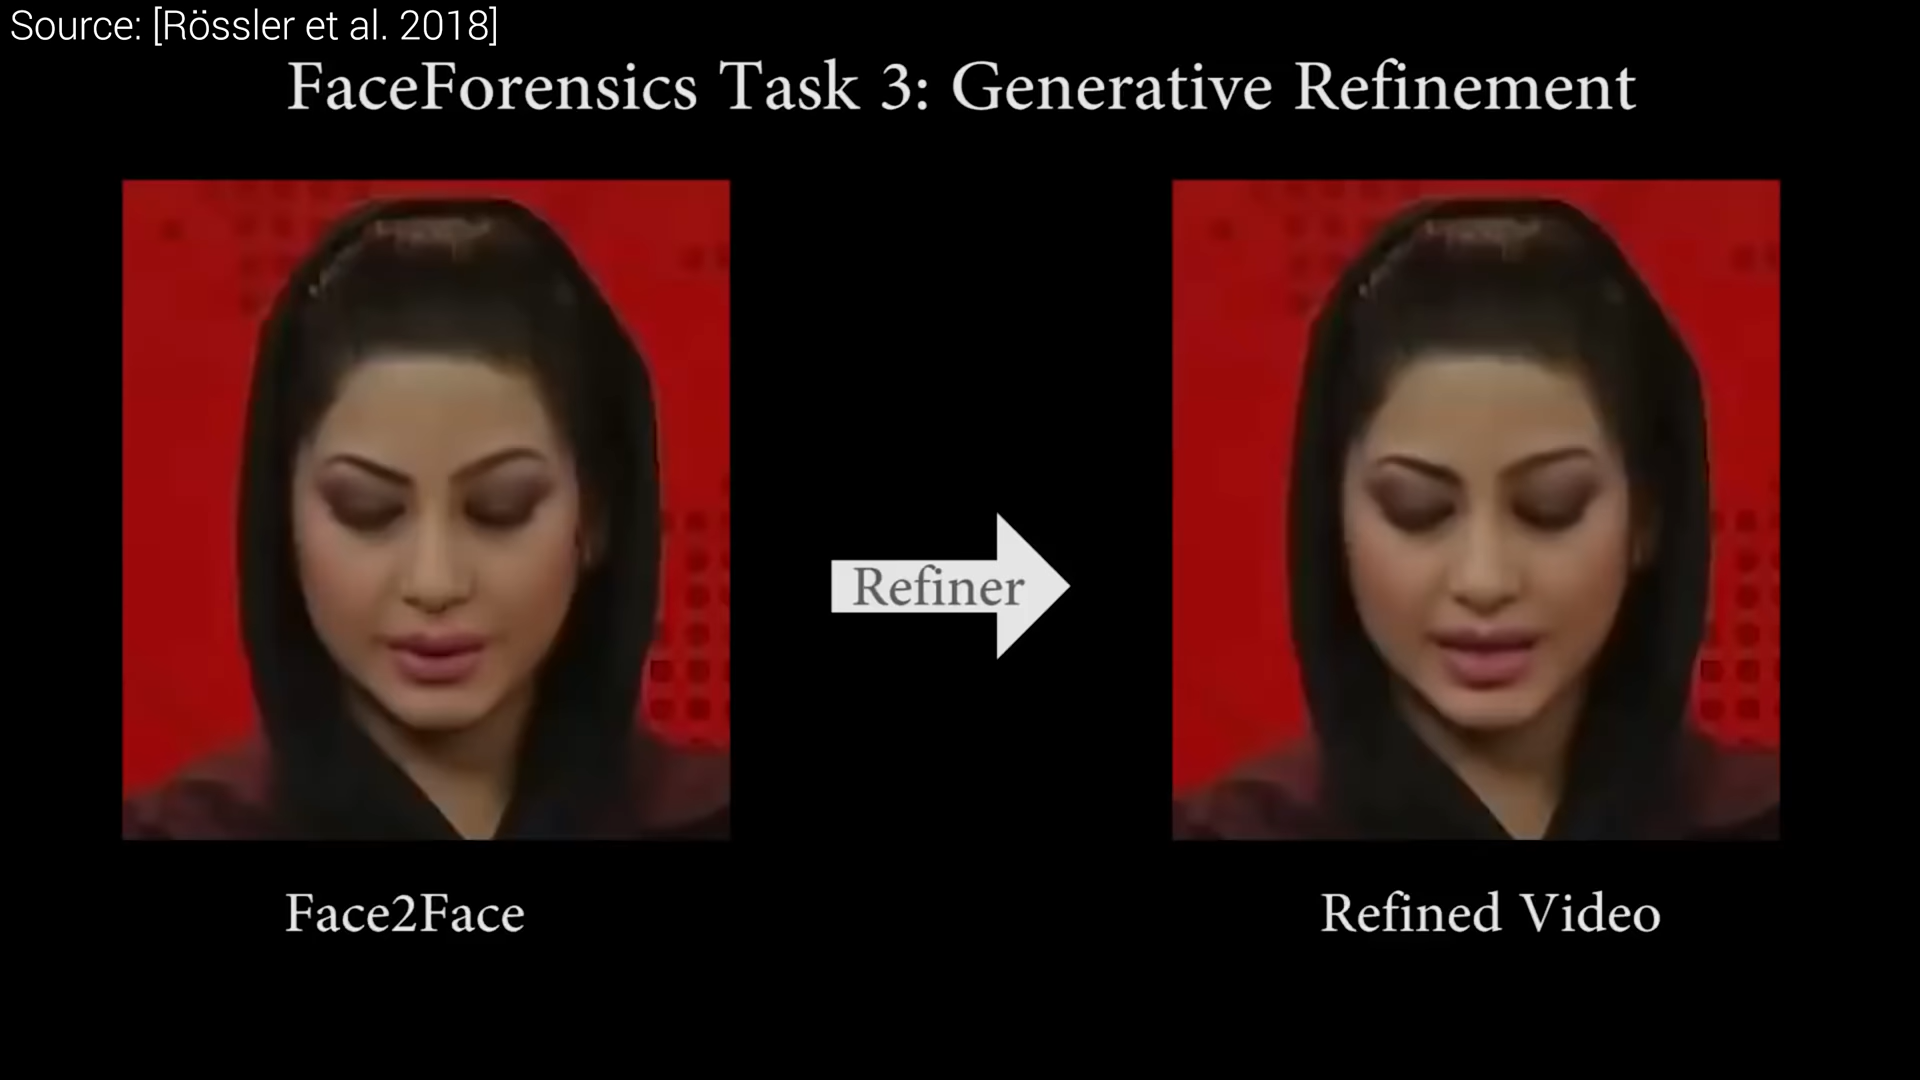 Source: [Rössler et al. 2018]
FaceForensics Task 3: Generative Refinement
Refiner
Face2Face
Refined Video